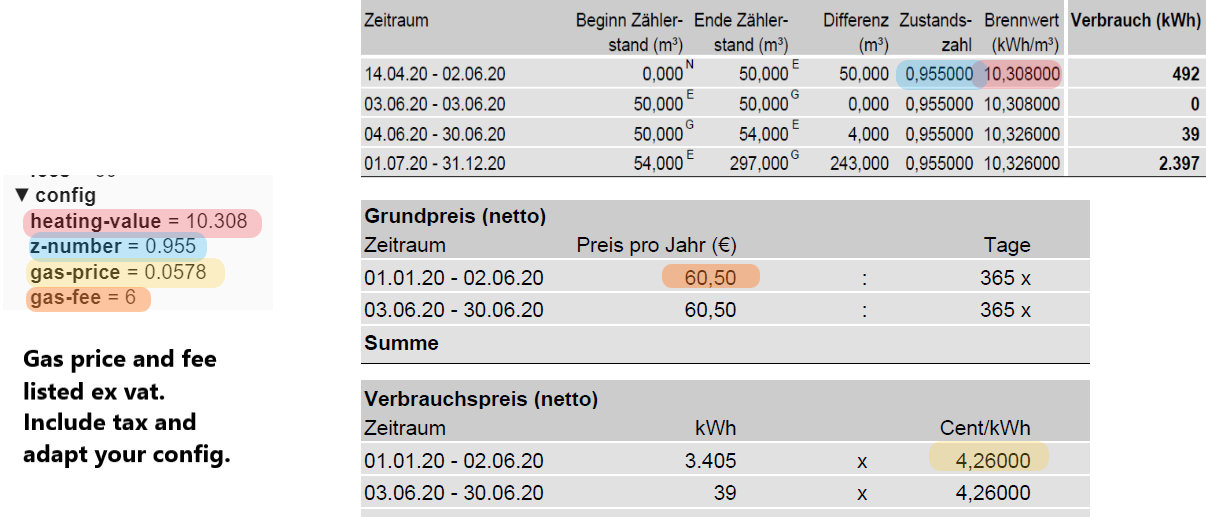 Zeitraum Beginn Zähler- Ende Zähler- Differenz Zustands- Brennwert Verbrauch (kWh)
stand (m³) stand (m³) (m³) zahl (kWh/m³)
14.04.20 - 02.06.20 0,000 N 50,000 E 50,000 0,955000 10,308000 492
03.06.20 - 03.06.20 50,000 E 50,000 G 0,000 0,955000 10,308000 0
04.06.20 - 30.06.20 50,000 G 54,000 E 4,000 0,955000 10,326000 39
01.07.20 - 31.12.20 54,000 E 297,000 G 243,000 0,955000 10,326000 2.397
▼ config
heating-value = 10.308
z-number = 0.955
gas-price = 0.0578
gas-fee = 6
Gas price and fee
listed ex vat.
Include tax and
adapt your config.
Grundpreis (netto)
Zeitraum Preis pro Jahr (€) Tage
01.01.20 - 02.06.20 60,50 : 365 x
03.06.20 - 30.06.20 60,50 : 365 x
Summe
Verbrauchspreis (netto)
Zeitraum kWh Cent/kWh
01.01.20 - 02.06.20 3.405 x 4,26000
03.06.20 - 30.06.20 39 x 4,26000